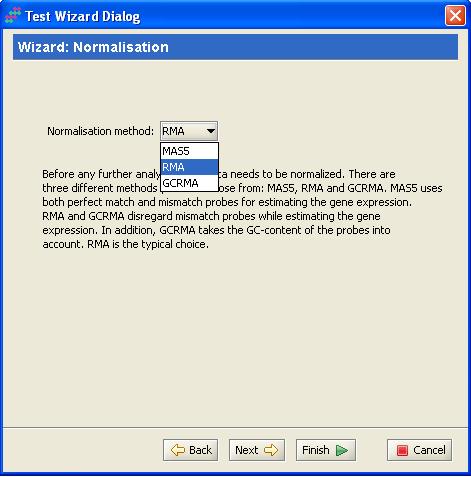 Test Wizard Dialog
Wizard: Normalisation
Normalisation method: RMA
MAS5
RMA
GCRMA
Before any further analy ta needs to be normalized. There are
three different methods ose from: MAS5, RMA and GCRMA. MAS5 uses
both perfect match and mismatch probes for estimating the gene expression.
RMA and GCRMA disregard mismatch probes while estimating the gene
expression. In addition, GCRMA takes the GC-content of the probes into
account. RMA is the typical choice.
Back Next Finish Cancel